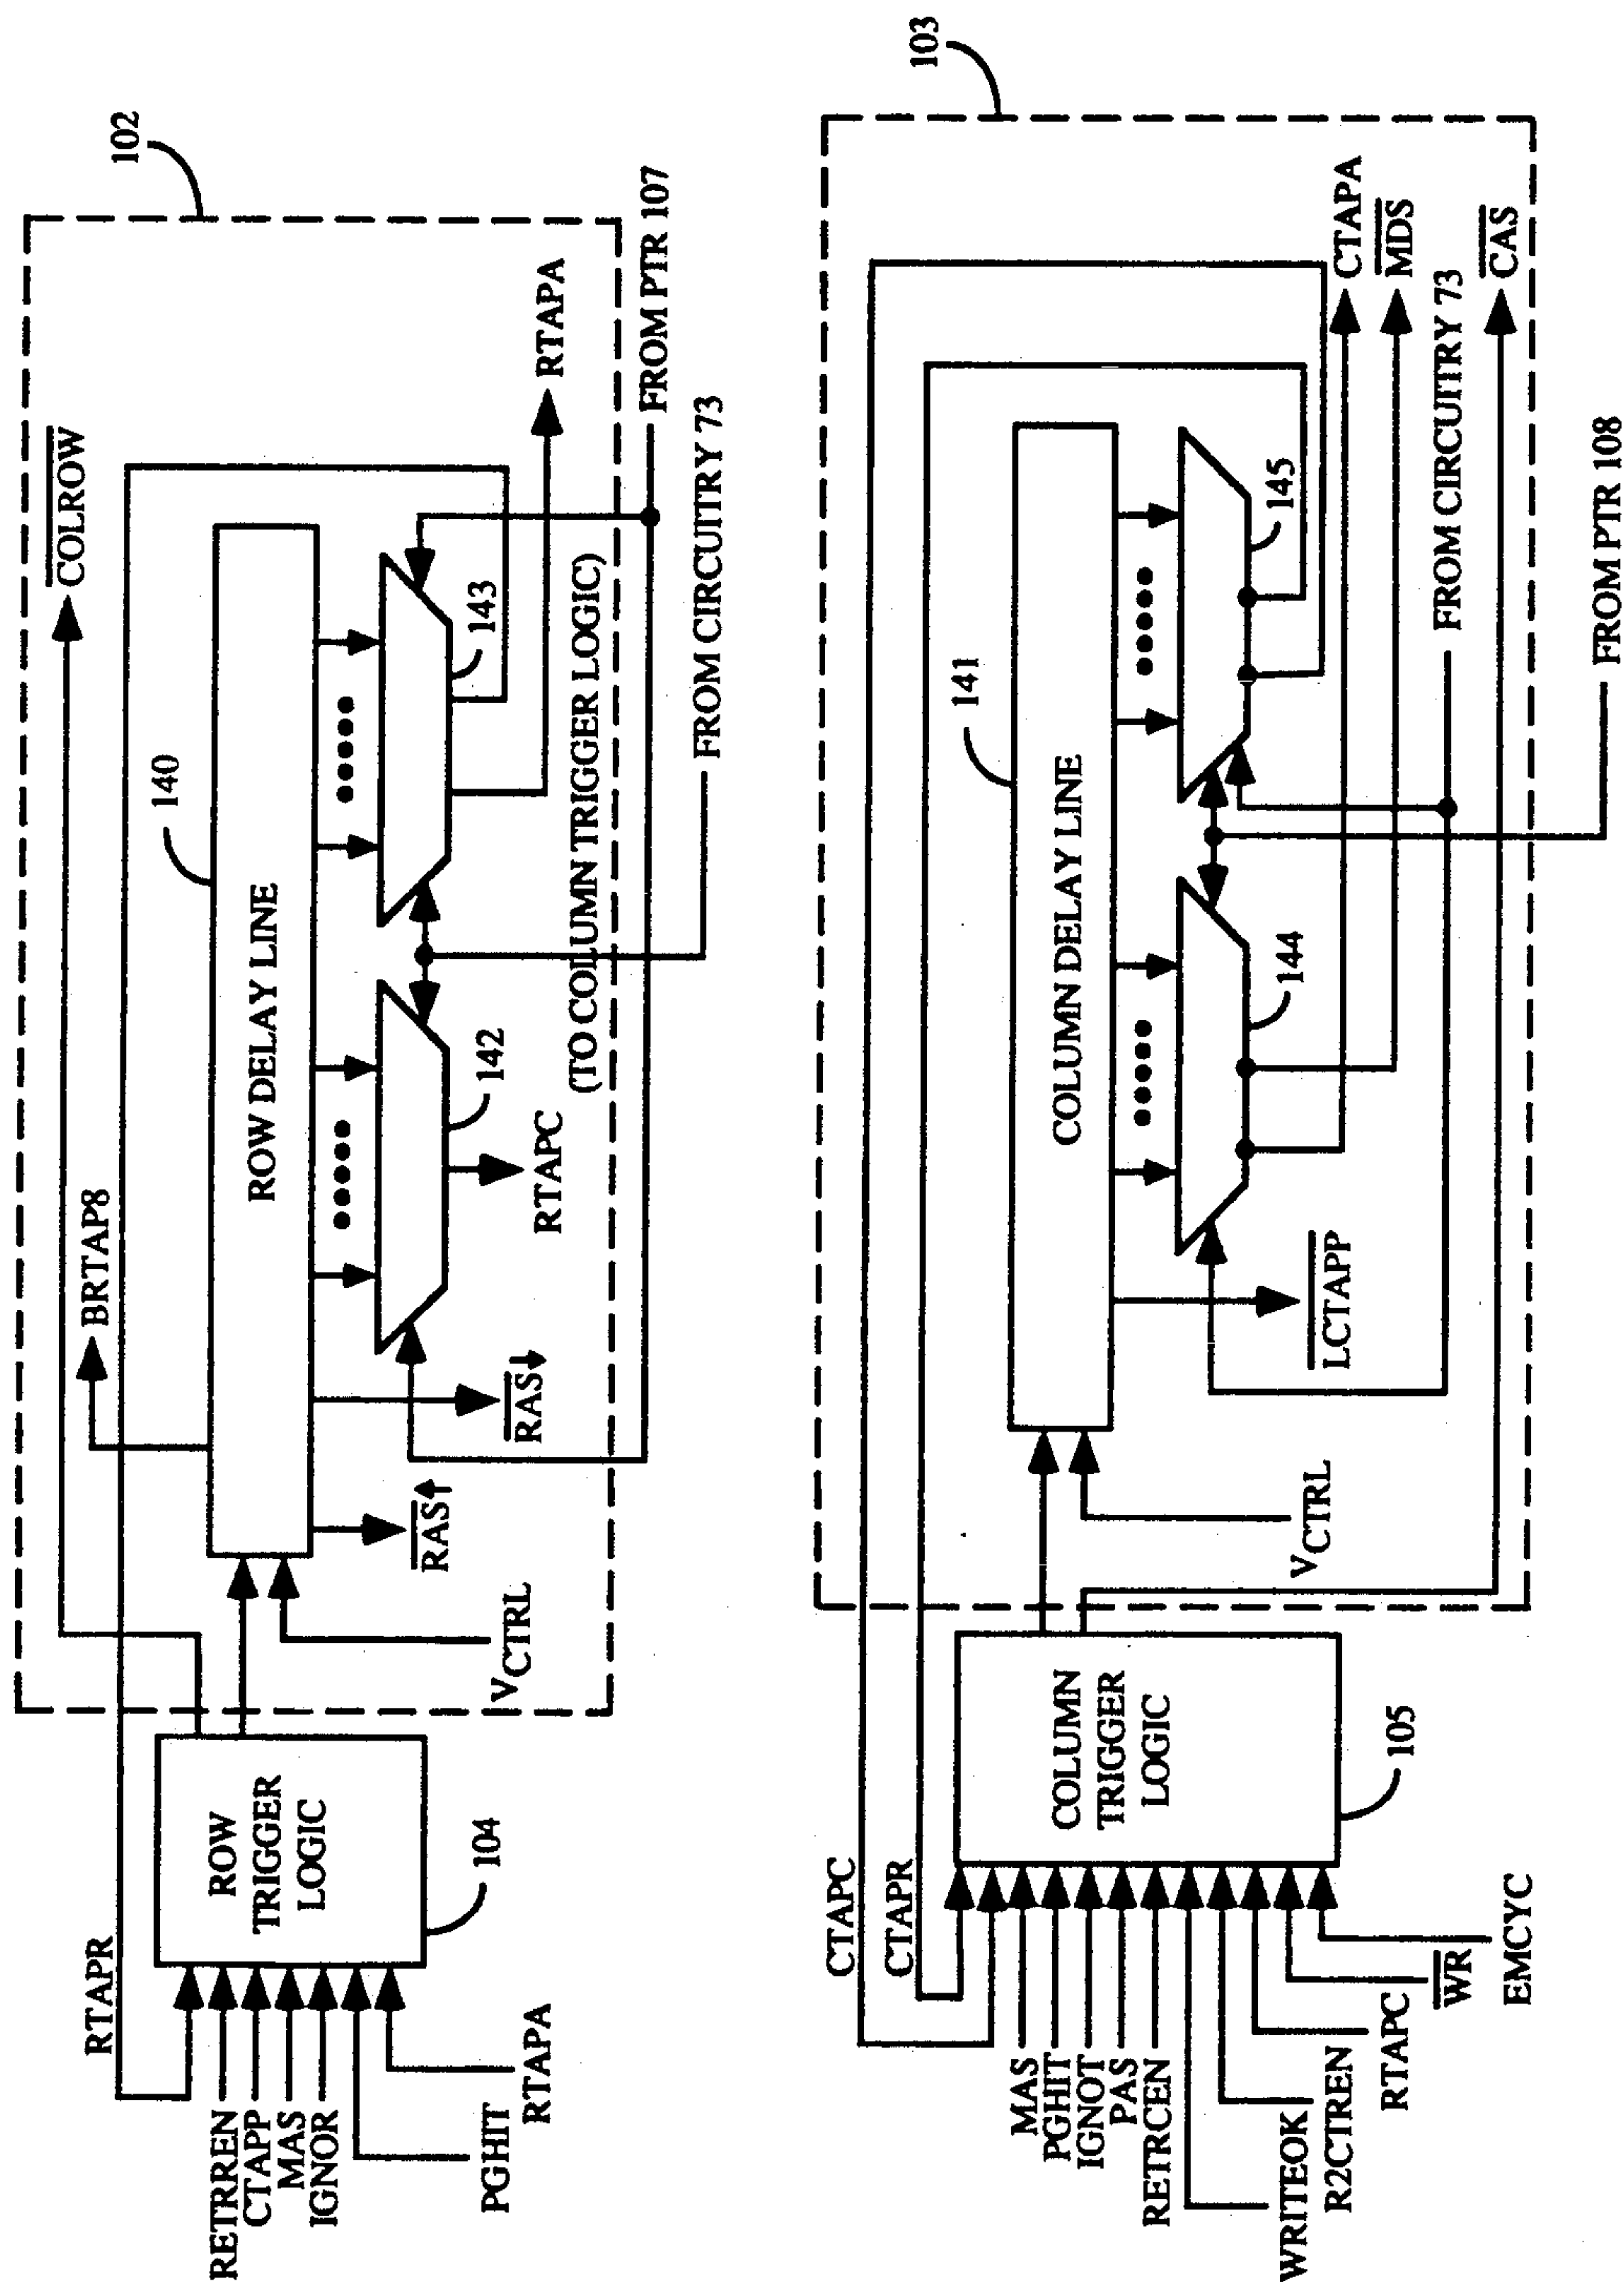 102
COLROW
BRTAP8
RTAPR
140
ROW DELAY LINE
143
142
RTAPA
RTAPC
(TO COLUMN TRIGGER LOGIC)
FROM PTR 107
FROM CIRCUITRY 73
RAS↓
RAS↑
VCTRL
ROW
TRIGGER
LOGIC
104
RETRREN
CTAPP
MAS
IGNOR
PGHIT
RTAPA
103
141
COLUMN DELAY LINE
145
144
CTAPA
MDS
FROM CIRCUITRY 73
CAS
FROM PTR 108
LCTAPP
VCTRL
COLUMN
TRIGGER
LOGIC
105
CTAPC
CTAPR
MAS
PGHIT
IGNOT
PAS
RETRCEN
WRITEOK
R2CTREN
RTAPC
WR
EMCYC